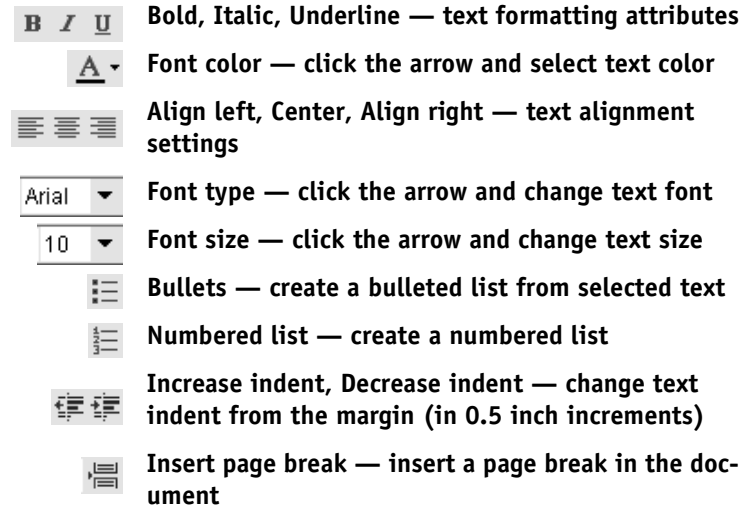 B I U Bold, Italic, Underline — text formatting attributes
A Font color — click the arrow and select text color
Align left, Center, Align right — text alignment
settings
Arial Font type — click the arrow and change text font
10 Font size — click the arrow and change text size
Bullets — create a bulleted list from selected text
1 2 3 Numbered list — create a numbered list
Increase indent, Decrease indent — change text
indent from the margin (in 0.5 inch increments)
Insert page break — insert a page break in the doc-
ument